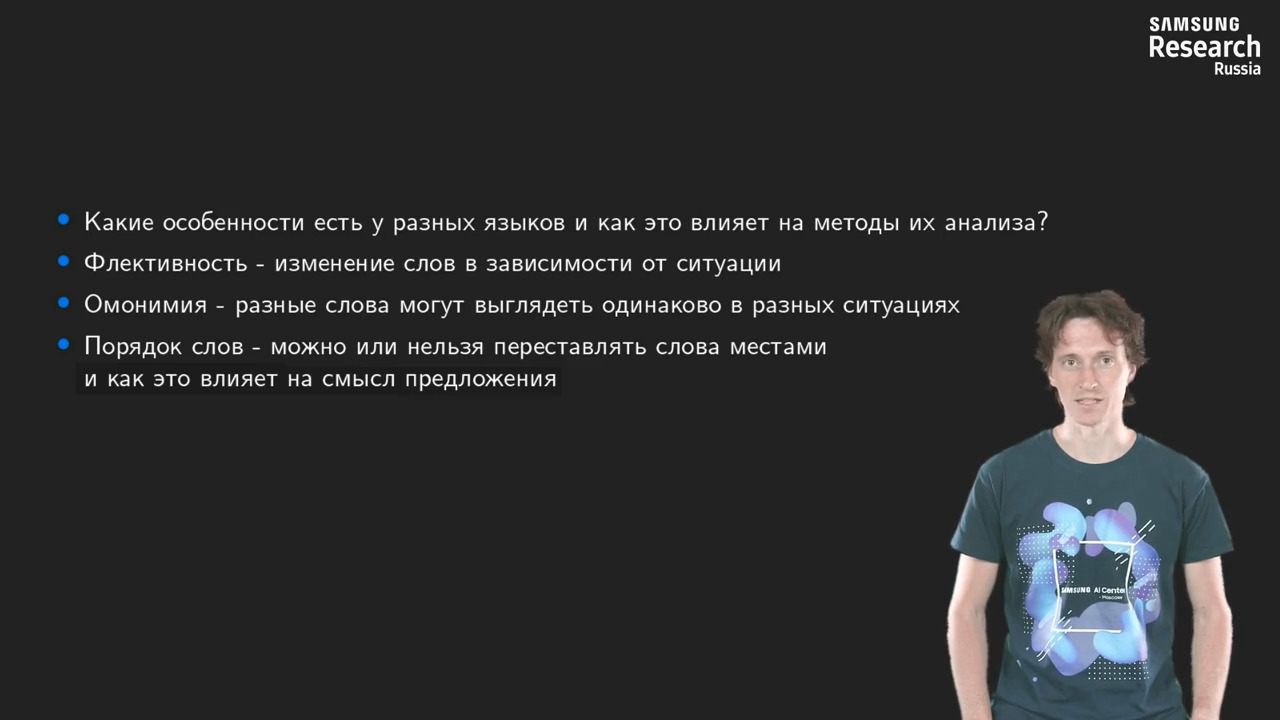 SAMSUNG
Research
Russia
Какие особенности есть у разных языков и как это влияет на методы их анализа?
Флективность - изменение слов в зависимости от ситуации
Омонимия - разные слова могут выглядеть одинаково в разных ситуациях
Порядок слов - можно или нельзя переставлять слова местами
и как это влияет на смысл предложения
SAMSUNG AI Center
- Moscow